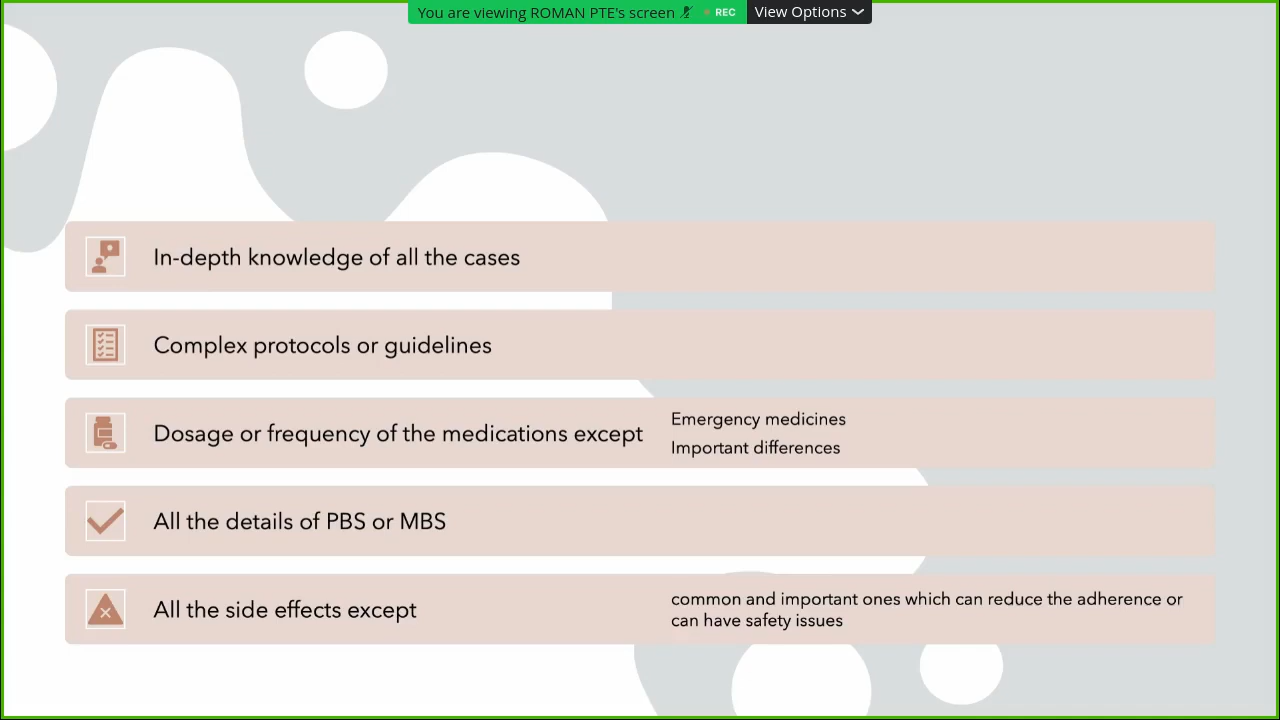 You are viewing ROMAN PTE's screen REC View Options
In-depth knowledge of all the cases
Complex protocols or guidelines
Dosage or frequency of the medications except
Emergency medicines
Important differences
All the details of PBS or MBS
All the side effects except
common and important ones which can reduce the adherence or
can have safety issues